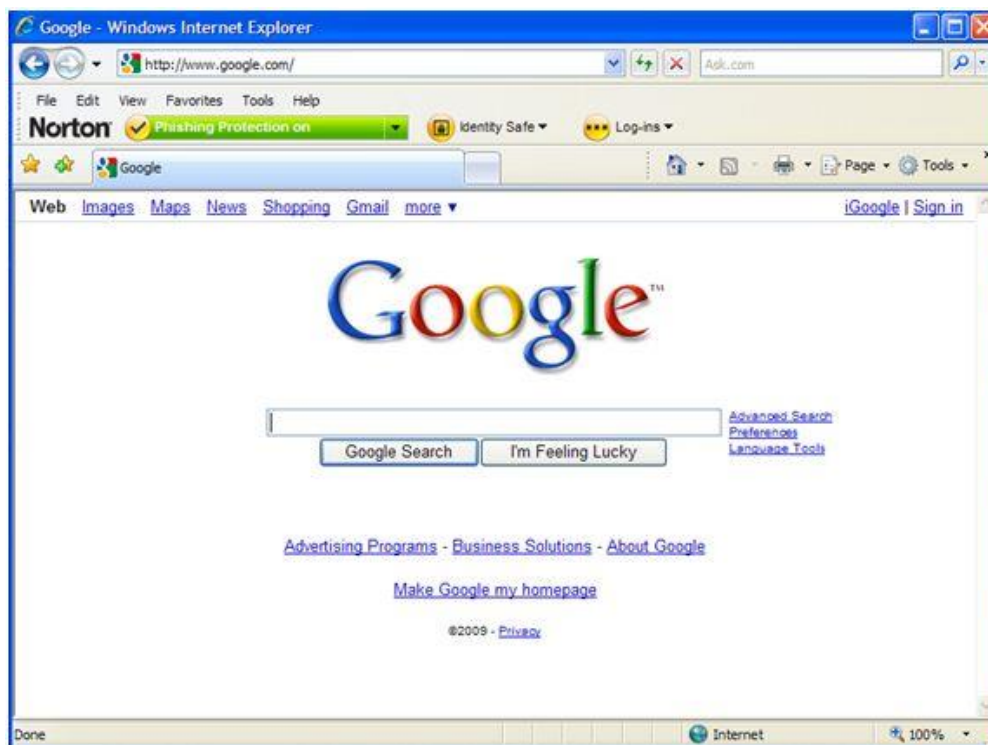 Google - Windows Internet Explorer
http://www.google.com/
Ask.com
File Edit View Favorites Tools Help
Norton Phishing Protection on Identity Safe Log-ins
Google Page Tools
Web Images Maps News Shopping Gmail more iGoogle | Sign in
Google™
Advanced Search
Preferences
Language Tools
Google Search I'm Feeling Lucky
Advertising Programs - Business Solutions - About Google
Make Google my homepage
©2009 - Privacy
Done Internet 100%